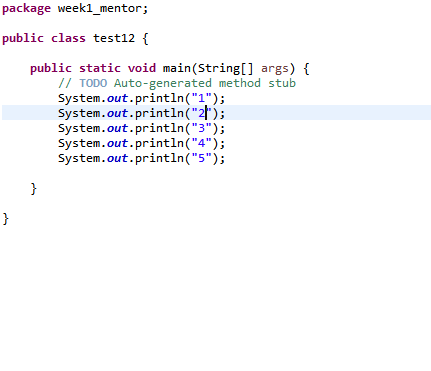 package week1_mentor;
public class test12 {
public static void main(String[] args) {
// TODO Auto-generated method stub
System.out.println("1");
System.out.println("2");
System.out.println("3");
System.out.println("4");
System.out.println("5");
}
}